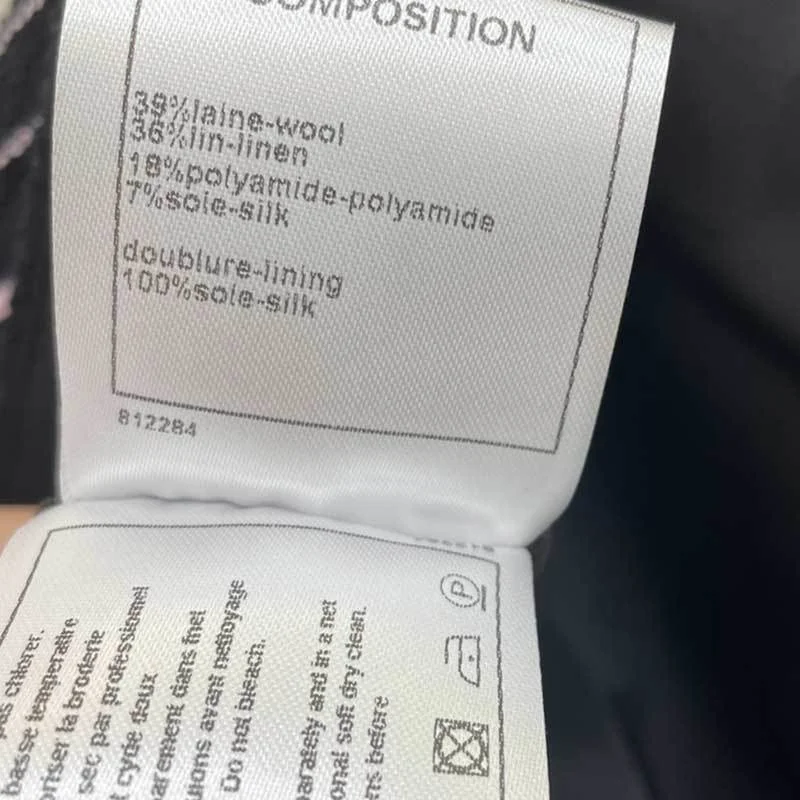 COMPOSITION
39%laine-wool
36%lin-linen
18%polyamide-polyamide
7%soie-silk
doublure-lining
100%soie-silk
812284
pas chlorer.
basse température
la broderie
sec par professionnel
cycle doux
dans filet
avant nettoyage
Do not bleach.
and in a net
soft dry clean.
before
P